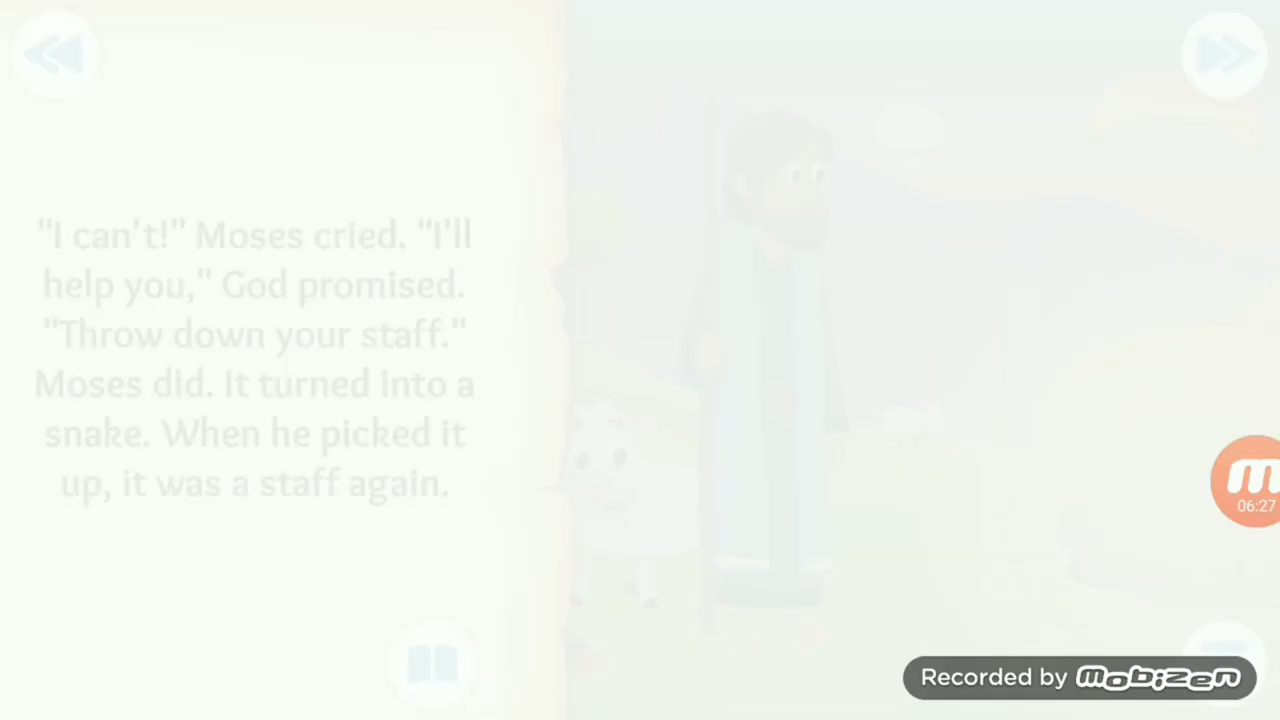 "I can't!" Moses cried. "I'll
help you," God promised.
"Throw down your staff."
Moses did. It turned into a
snake. When he picked it
up, it was a staff again.
06:27
Recorded by mobizen